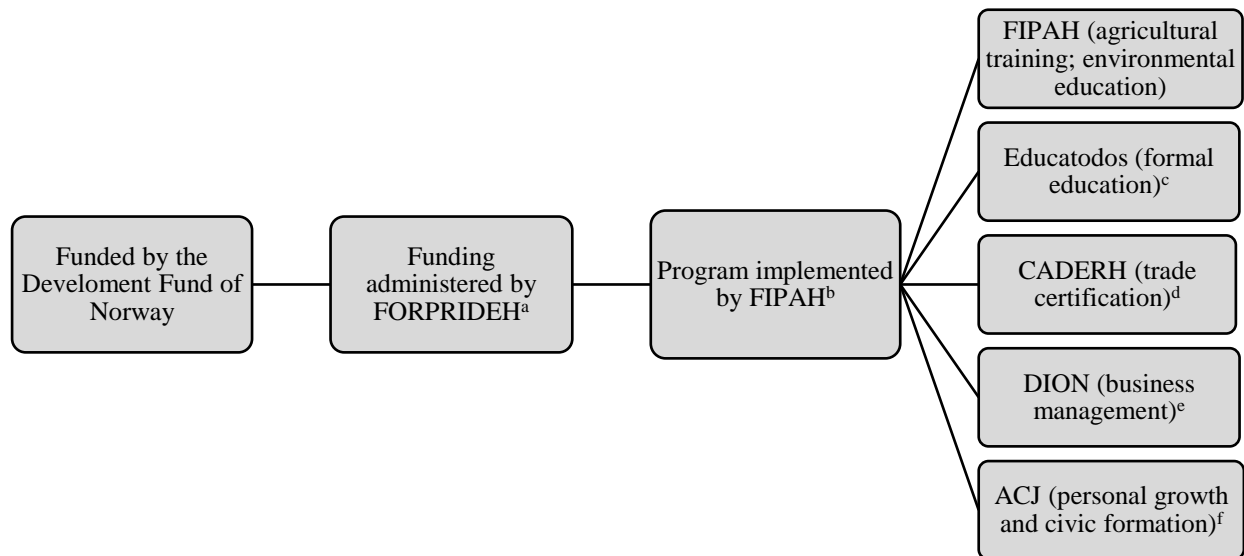 Funded by the
Develoment Fund of
Norway
Funding
administered by
FORPRIDEHᵃ
Program implemented
by FIPAHᵇ
FIPAH (agricultural
training; environmental
education)
Educatodos (formal
education)ᶜ
CADERH (trade
certification)ᵈ
DION (business
management)ᵉ
ACJ (personal growth
and civic formation)ᶠ